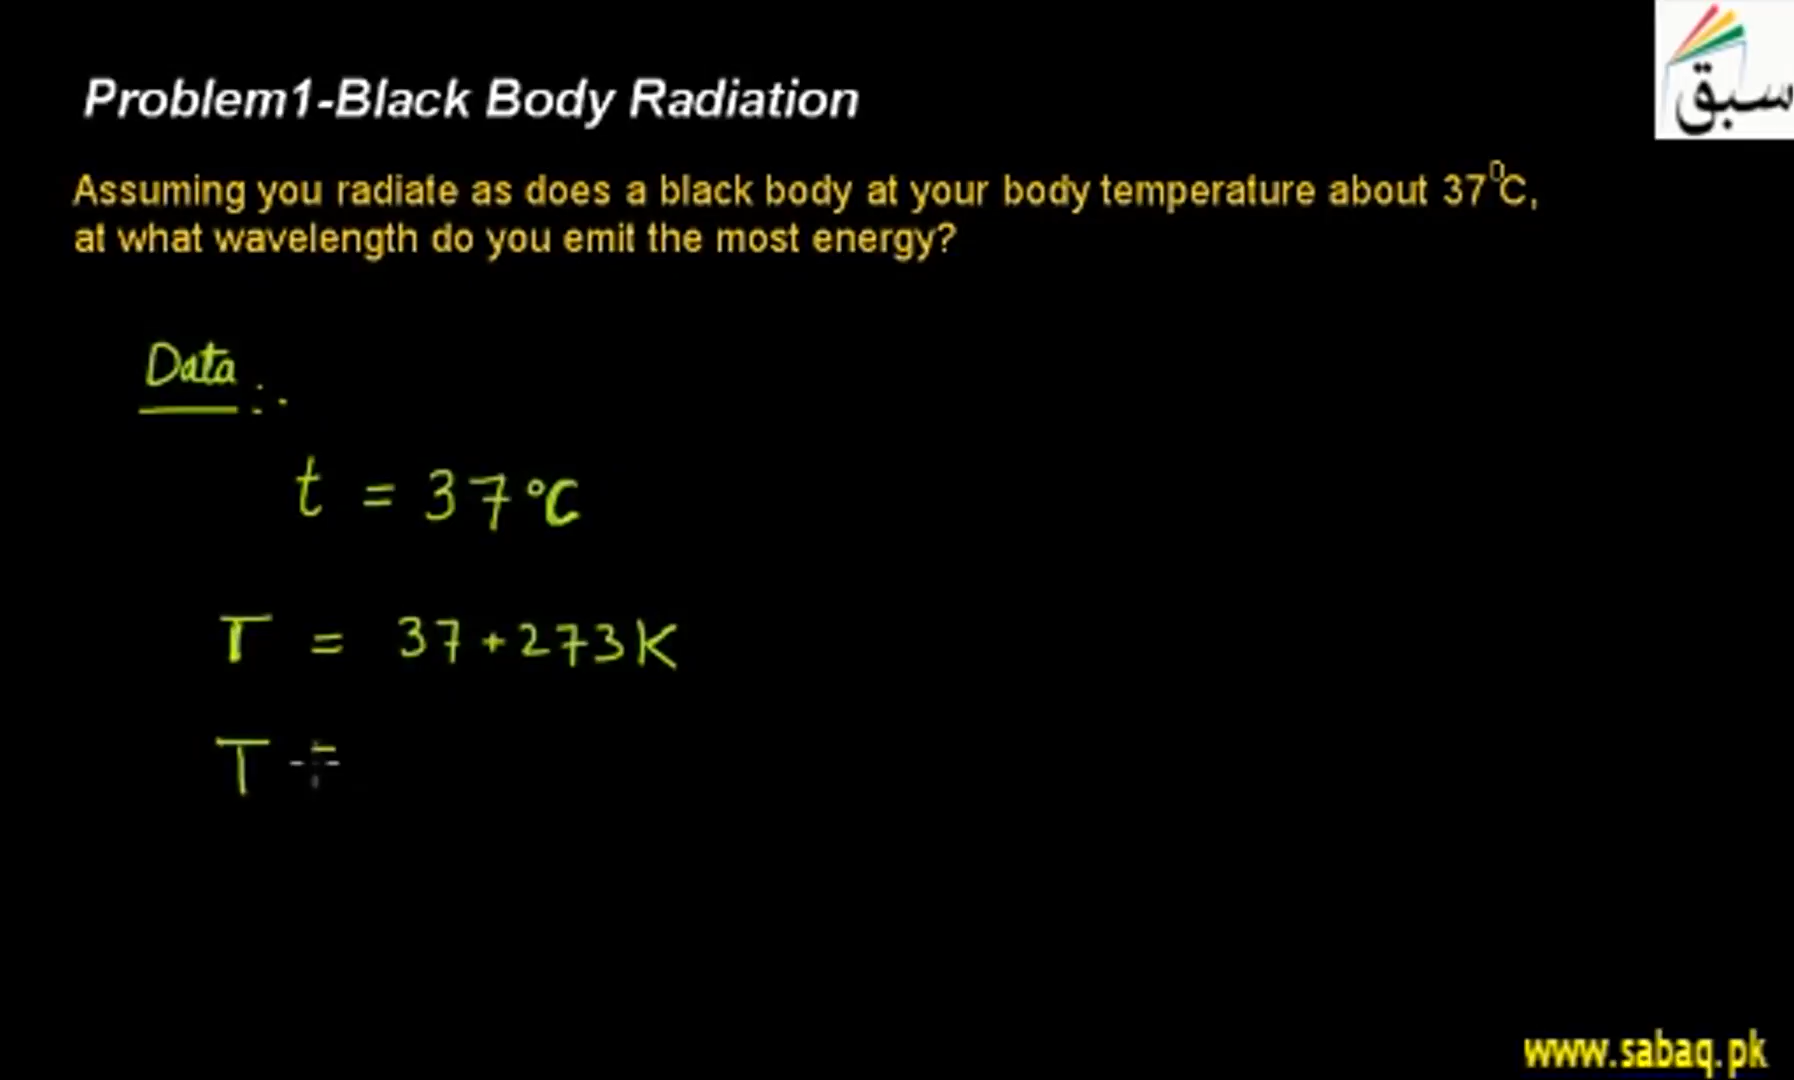 سبق
Problem1-Black Body Radiation
Assuming you radiate as does a black body at your body temperature about 37⁰C,
at what wavelength do you emit the most energy?
Data :-
t = 37°C
T = 37+273K
T =
www.sabaq.pk